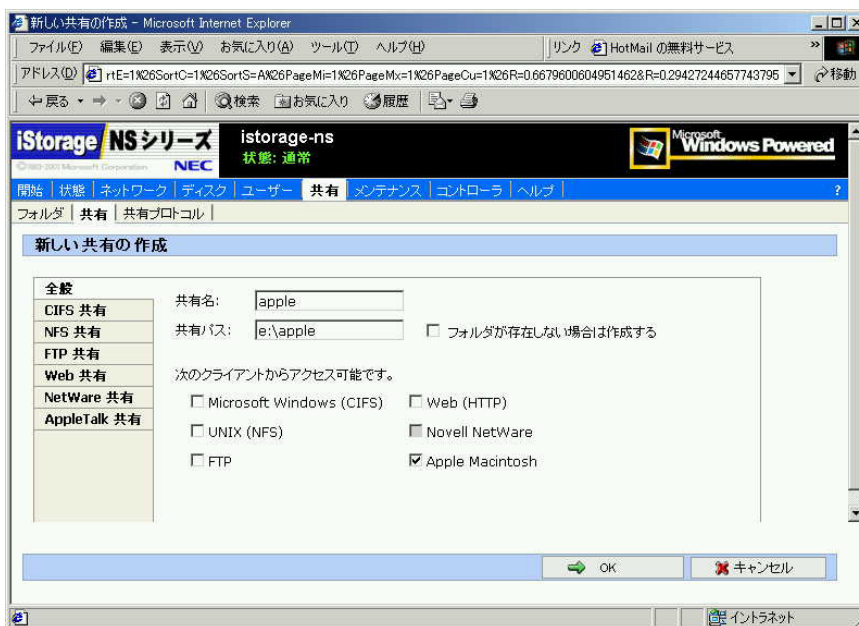 新しい共有の作成 - Microsoft Internet Explorer
ファイル(F) 編集(E) 表示(V) お気に入り(A) ツール(T) ヘルプ(H) リンク HotMail の無料サービス »
アドレス(D) rtE=1%26SortC=1%26SortS=A%26PageMi=1%26PageMx=1%26PageCu=1%26R=0.6679600604951462&R=0.29427244657743795 移動
戻る 検索 お気に入り 履歴
iStorage NSシリーズ istorage-ns Microsoft
Windows Powered
NEC 状態: 通常
開始 状態 ネットワーク ディスク ユーザー 共有 メンテナンス コントローラ ヘルプ ?
フォルダ 共有 共有プロトコル
新しい共有の作成
全般
CIFS 共有
NFS 共有
FTP 共有
Web 共有
NetWare 共有
AppleTalk 共有
共有名: apple
共有パス: e:\apple フォルダが存在しない場合は作成する
次のクライアントからアクセス可能です。
Microsoft Windows (CIFS) Web (HTTP)
UNIX (NFS) Novell NetWare
FTP Apple Macintosh
OK キャンセル
イントラネット